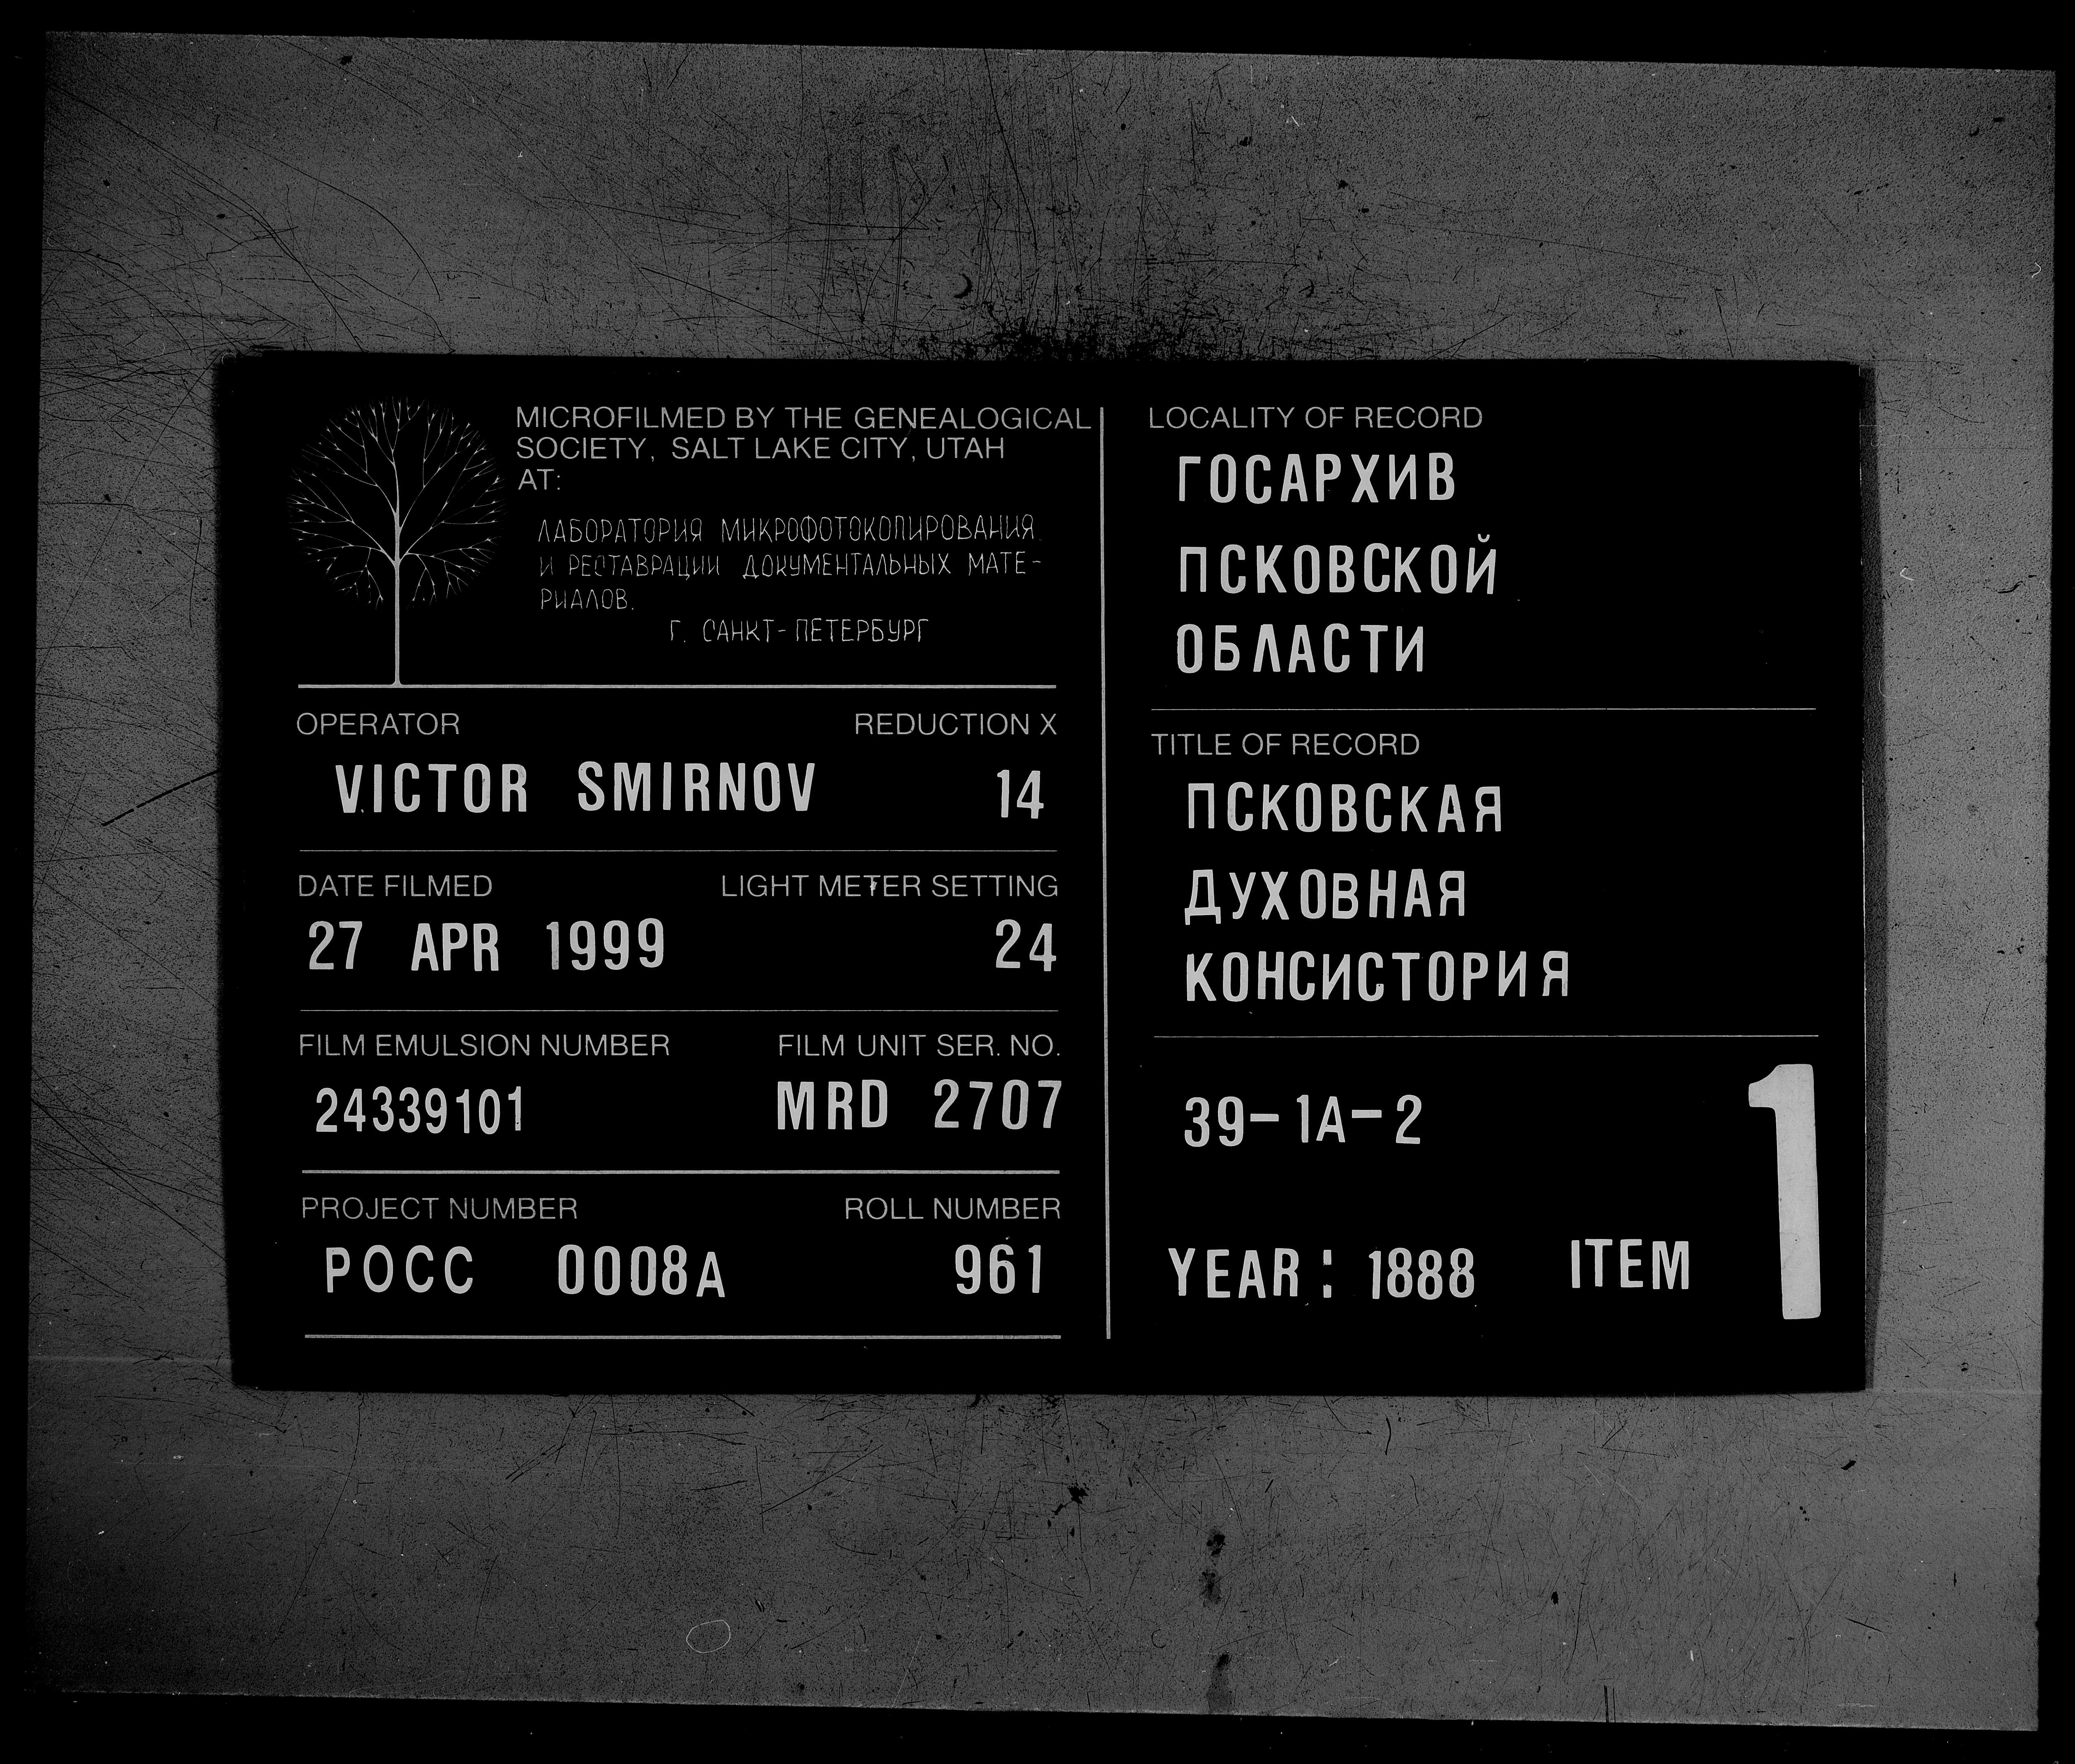 MICROFILMED BY THE GENEALOGICAL
SOCIETY, SALT LAKE CITY, UTAH
AT:
ЛАБОРАТОРИЯ МИКРОФОТОКОПИРОВАНИЯ
И РЕСТАВРАЦИИ ДОКУМЕНТАЛЬНЫХ МАТЕ-
РИАЛОВ.
Г. САНКТ-ПЕТЕРБУРГ
OPERATOR REDUCTION X
VICTOR SMIRNOV 14
DATE FILMED LIGHT METER SETTING
27 APR 1999 24
FILM EMULSION NUMBER FILM UNIT SER. NO.
24339101 MRD 2707
PROJECT NUMBER ROLL NUMBER
РОСС 0008A 961
LOCALITY OF RECORD
ГОСАРХИВ
ПСКОВСКОЙ
ОБЛАСТИ
TITLE OF RECORD
ПСКОВСКАЯ
ДУХОВНАЯ
КОНСИСТОРИЯ
39-1A-2
YEAR: 1888 ITEM 1